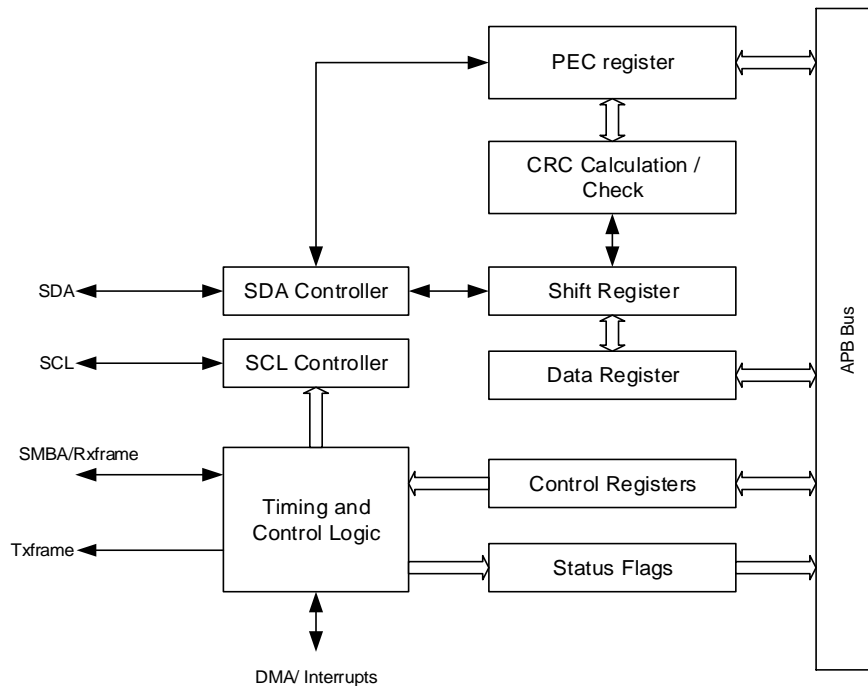 PEC register
CRC Calculation /
Check
SDA
SDA Controller
Shift Register
SCL
SCL Controller
Data Register
APB Bus
SMBA/Rxframe
Timing and
Control Logic
Control Registers
Txframe
Status Flags
DMA/ Interrupts